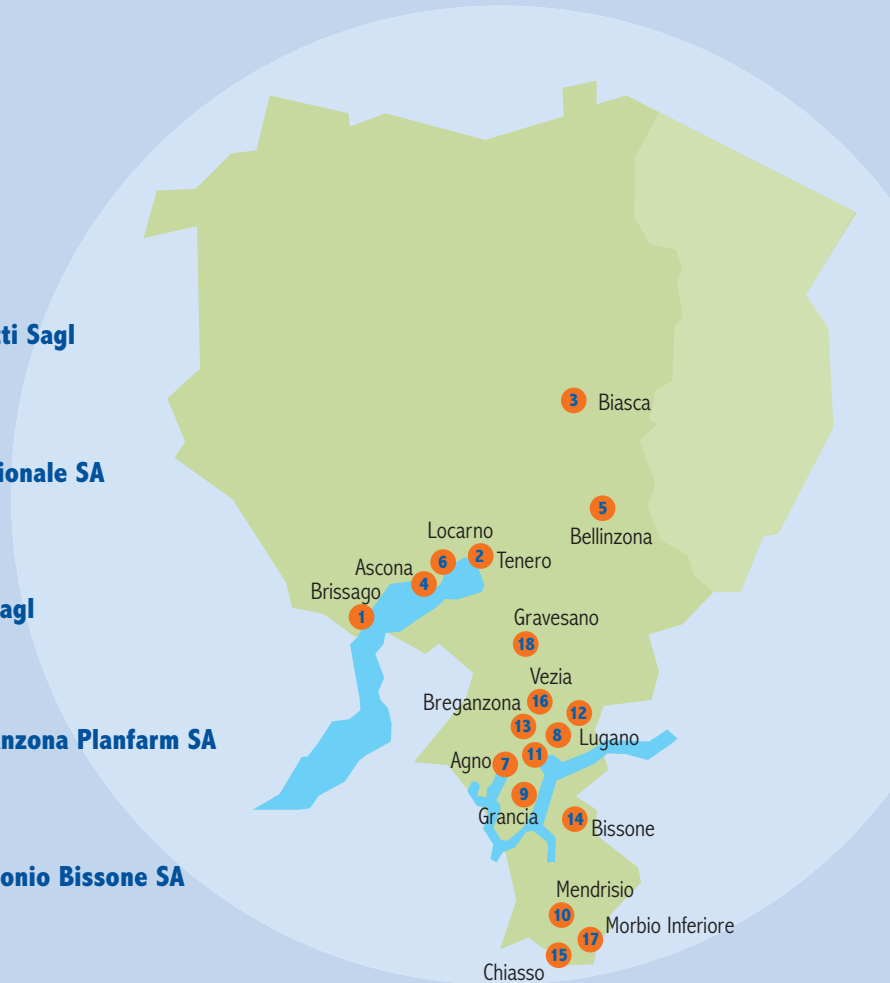 tti Sagl
ionale SA
agl
nzona Planfarm SA
onio Bissone SA
3 Biasca
5
Bellinzona
Locarno
6
2 Tenero
Ascona
4
Brissago
1
Gravesano
18
Vezia
16
Breganzona
13
12
8 Lugano
11
Agno 7
9
Grancia
14 Bissone
Mendrisio
10
17 Morbio Inferiore
15
Chiasso